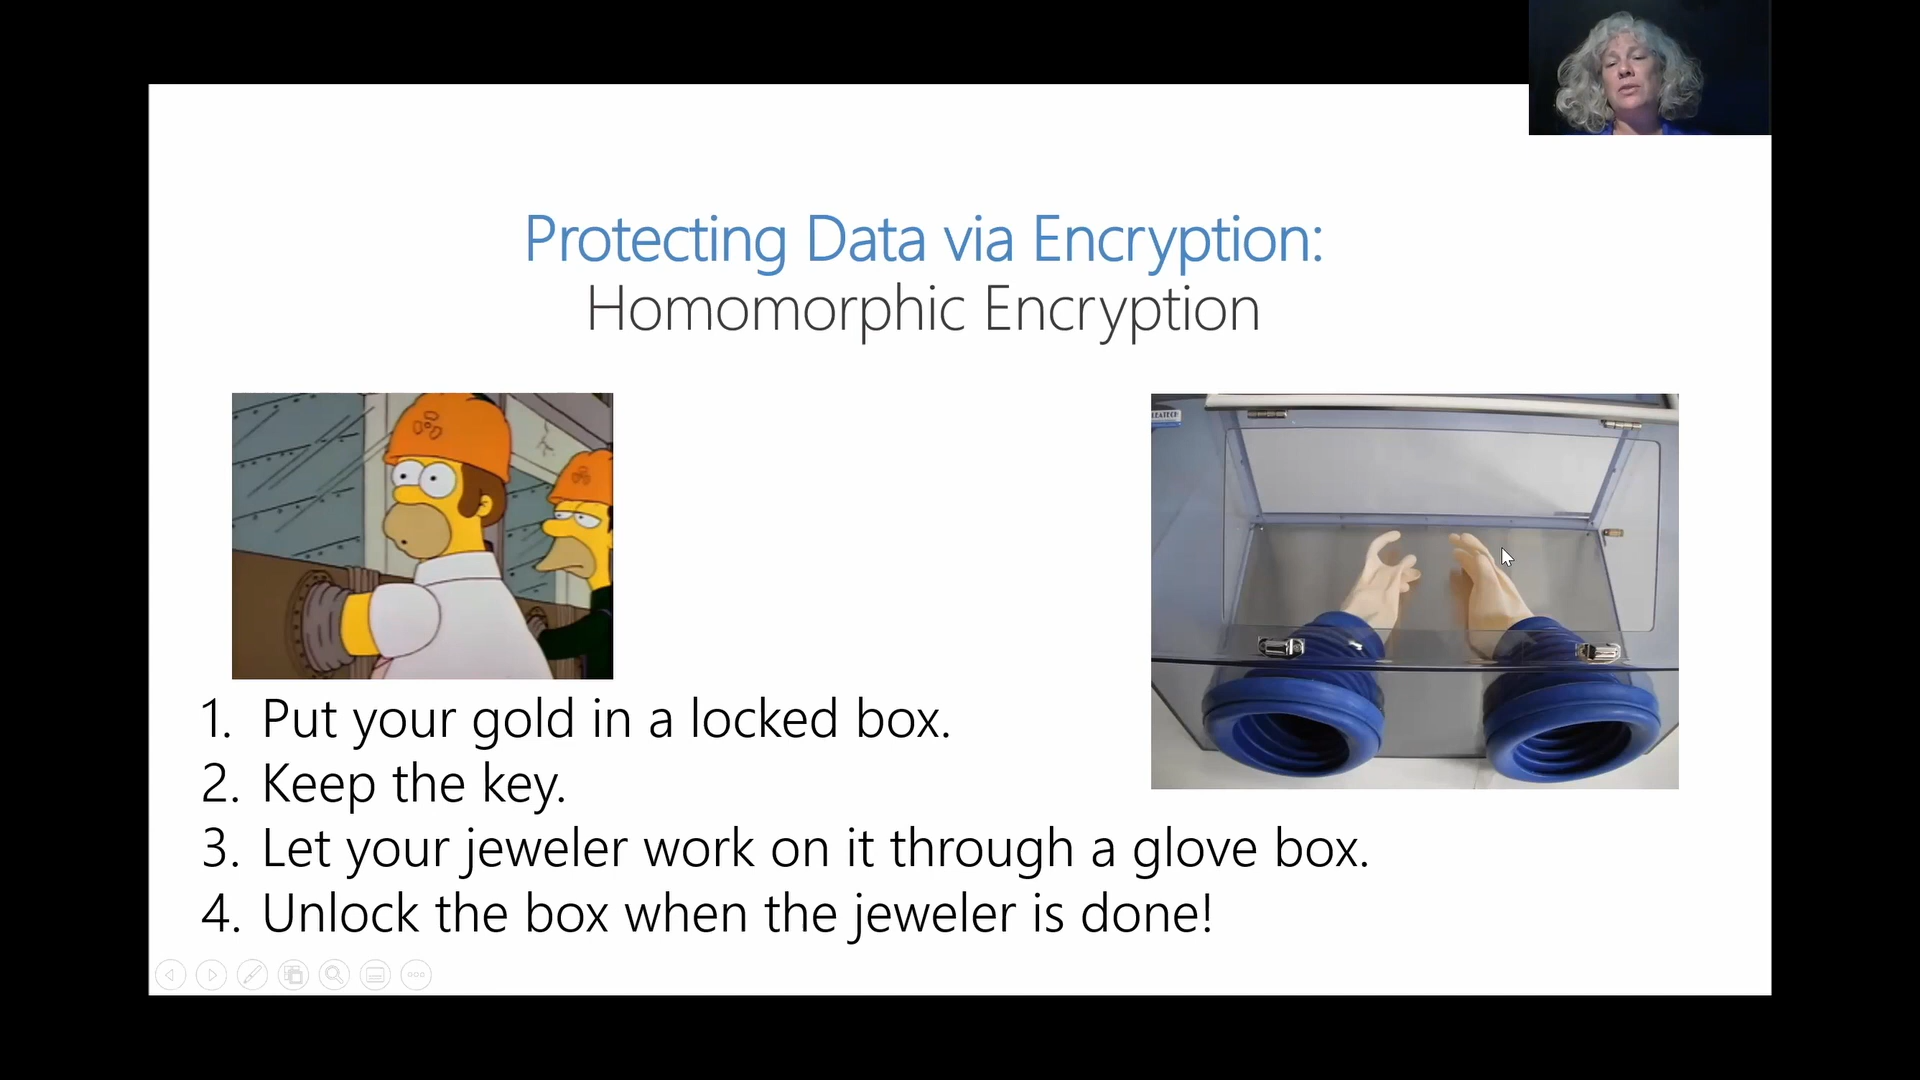 Protecting Data via Encryption:
Homomorphic Encryption
1. Put your gold in a locked box.
2. Keep the key.
3. Let your jeweler work on it through a glove box.
4. Unlock the box when the jeweler is done!